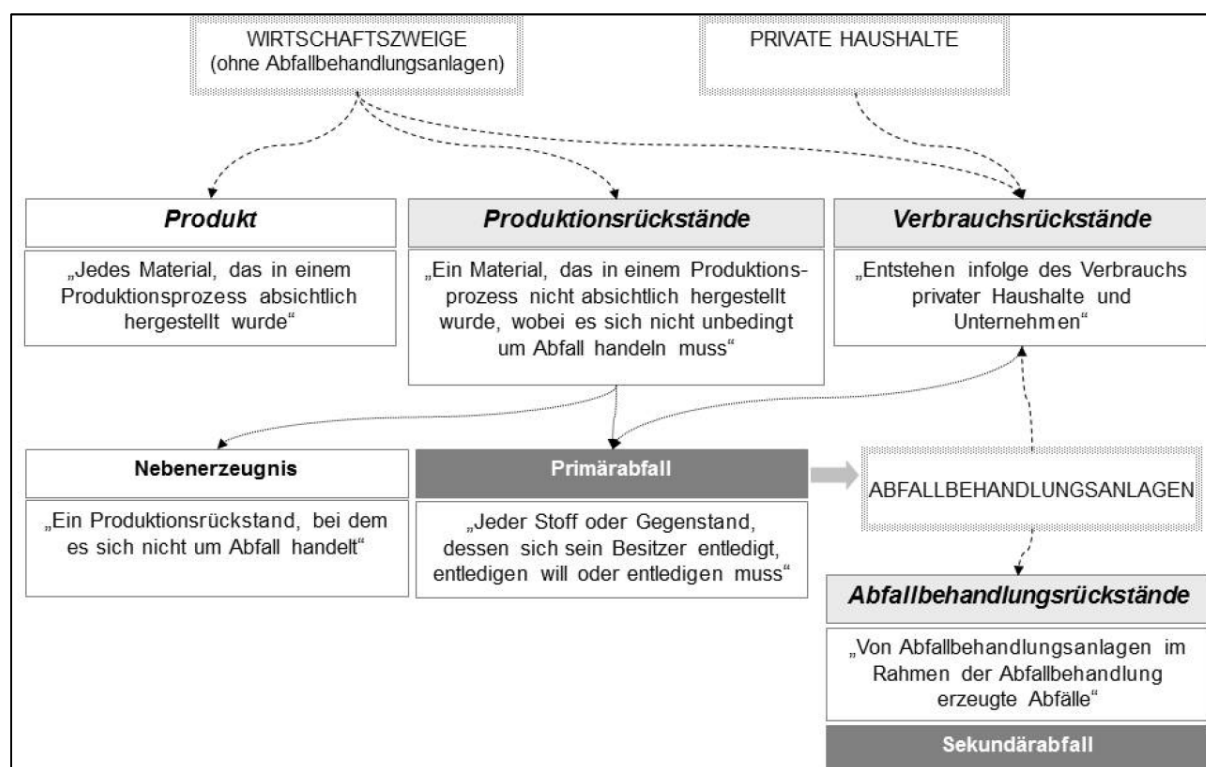 WIRTSCHAFTSZWEIGE
(ohne Abfallbehandlungsanlagen)
PRIVATE HAUSHALTE
Produkt
„Jedes Material, das in einem
Produktionsprozess absichtlich
hergestellt wurde“
Produktionsrückstände
„Ein Material, das in einem Produktions-
prozess nicht absichtlich hergestellt
wurde, wobei es sich nicht unbedingt
um Abfall handeln muss“
Verbrauchsrückstände
„Entstehen infolge des Verbrauchs
privater Haushalte und
Unternehmen“
Nebenerzeugnis
„Ein Produktionsrückstand, bei dem
es sich nicht um Abfall handelt“
Primärabfall
„Jeder Stoff oder Gegenstand,
dessen sich sein Besitzer entledigt,
entledigen will oder entledigen muss“
ABFALLBEHANDLUNGSANLAGEN
Abfallbehandlungsrückstände
„Von Abfallbehandlungsanlagen im
Rahmen der Abfallbehandlung
erzeugte Abfälle“
Sekundärabfall